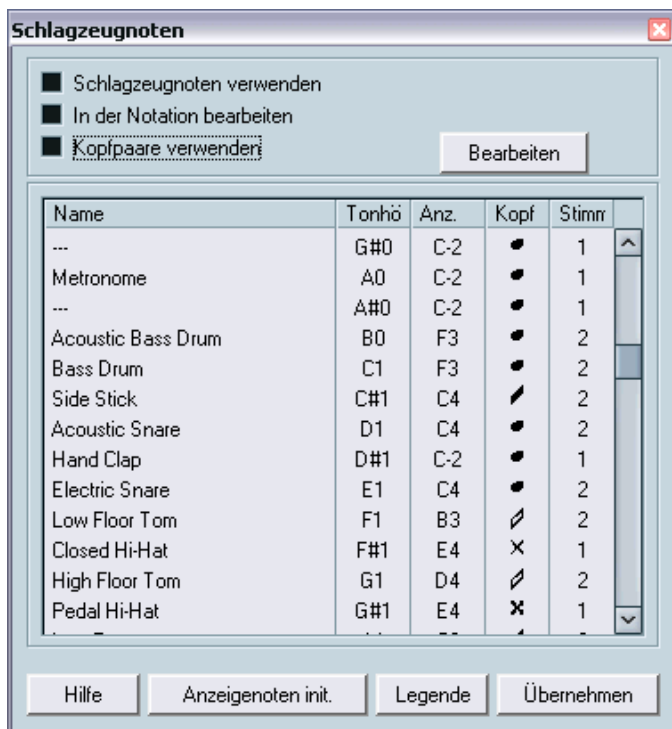 Schlagzeugnoten
Schlagzeugnoten verwenden
In der Notation bearbeiten
Kopfpaare verwenden
Bearbeiten
Name Tonhö Anz. Kopf Stimm
--- G#0 C-2 1
Metronome A0 C-2 1
--- A#0 C-2 1
Acoustic Bass Drum B0 F3 2
Bass Drum C1 F3 2
Side Stick C#1 C4 2
Acoustic Snare D1 C4 2
Hand Clap D#1 C-2 1
Electric Snare E1 C4 2
Low Floor Tom F1 B3 2
Closed Hi-Hat F#1 E4 1
High Floor Tom G1 D4 2
Pedal Hi-Hat G#1 E4 1
Hilfe Anzeigenoten init. Legende Übernehmen